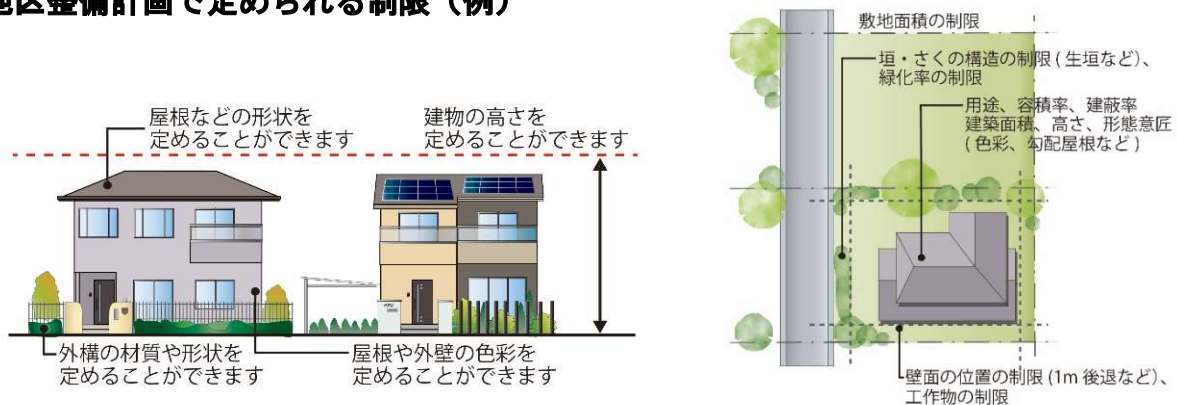 地区整備計画で定められる制限（例）
屋根などの形状を
定めることができます
建物の高さを
定めることができます
外構の材質や形状を
定めることができます
屋根や外壁の色彩を
定めることができます
敷地面積の制限
垣・さくの構造の制限 ( 生垣など )、
緑化率の制限
用途、容積率、建蔽率
建築面積、高さ、形態意匠
( 色彩、勾配屋根など )
壁面の位置の制限 (1m 後退など )、
工作物の制限